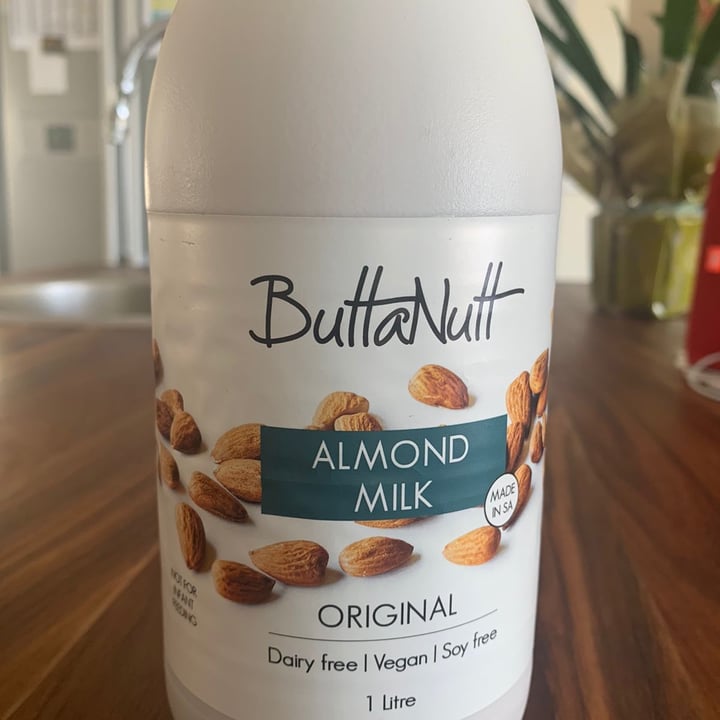 ButtaNutt
ALMOND
MILK
MADE
IN SA
NOT FOR
INFANT
FEEDING
ORIGINAL
Dairy free | Vegan | Soy free
1 Litre